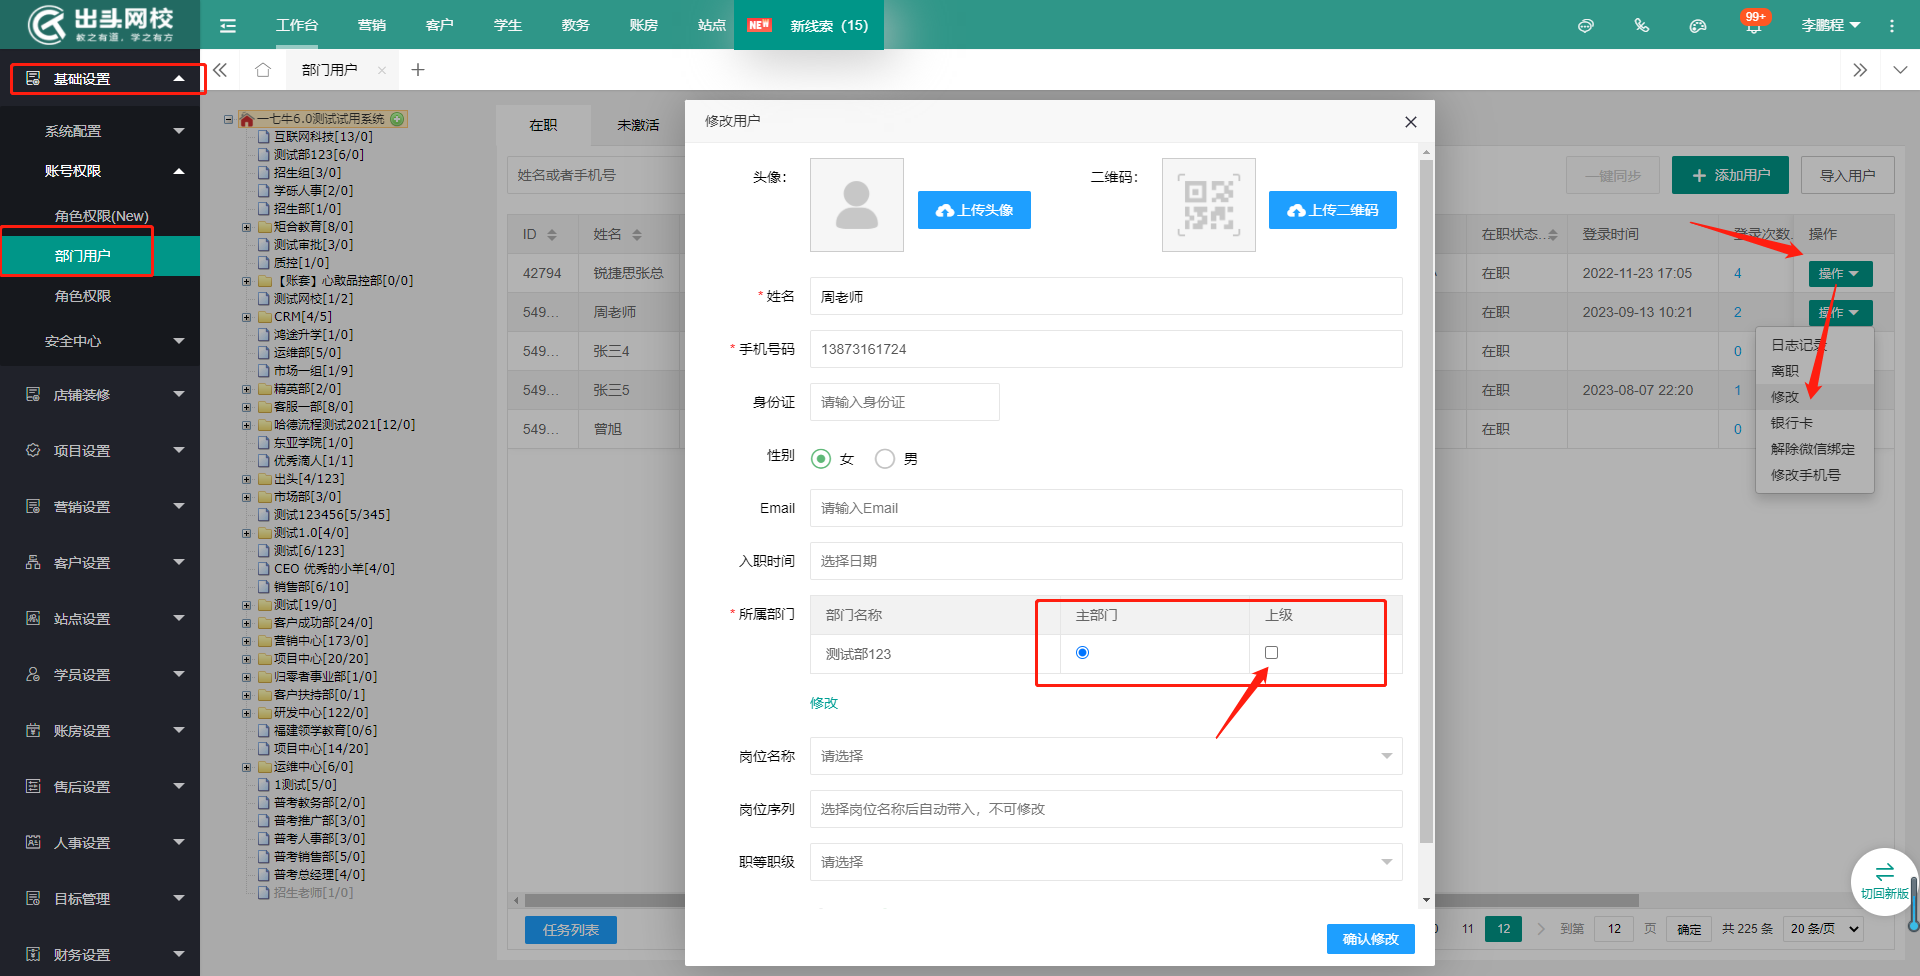 出头网校
教之有道，学之有方
工作台
营销
客户
学生
教务
账房
站点
NEW
新线索（15）
99+
李鹏程
基础设置
系统配置
账号权限
角色权限(New)
部门用户
角色权限
安全中心
店铺装修
项目设置
营销设置
客户设置
站点设置
学员设置
账房设置
售后设置
人事设置
目标管理
财务设置
部门用户
一七牛6.0测试试用系统
互联网科技[13/0]
测试部123[6/0]
招生组[3/0]
学砾人事[2/0]
招生部[1/0]
短合教育[8/0]
测试审批[3/0]
质控[1/0]
【账套】心敢品控部[0/0]
测试网校[1/2]
CRM[4/5]
鸿途升学[1/0]
运维部[5/0]
市场一组[1/9]
精英部[2/0]
客服一部[8/0]
哈德流程测试2021[12/0]
东亚学院[1/0]
优秀滴人[1/1]
出头[4/123]
市场部[3/0]
测试123456[5/345]
测试1.0[4/0]
测试[6/123]
CEO 优秀的小羊[4/0]
销售部[6/10]
测试[19/0]
客户成功部[24/0]
营销中心[173/0]
项目中心[20/20]
归零者事业部[1/0]
客户扶持部[0/1]
研发中心[122/0]
福建领学教育[0/6]
项目中心[14/20]
运维中心[6/0]
1测试[5/0]
普考教务部[2/0]
普考推广部[3/0]
普考人事部[3/0]
普考销售部[5/0]
普考总经理[4/0]
招生老师[1/0]
在职
未激活
姓名或者手机号
一键同步
添加用户
导入用户
ID
姓名
在职状态..
登录时间
登录次数.
操作
42794
锐捷思张总
在职
2022-11-23 17:05
4
操作
549...
周老师
在职
2023-09-13 10:21
2
操作
549...
张三4
在职
0
549...
张三5
在职
2023-08-07 22:20
1
549...
曾旭
在职
0
日志记录
离职
修改
银行卡
解除微信绑定
修改手机号
修改用户
头像：
上传头像
二维码：
上传二维码
*姓名
周老师
*手机号码
13873161724
身份证
请输入身份证
性别
女
男
Email
请输入Email
入职时间
选择日期
*所属部门
部门名称
主部门
上级
测试部123
修改
岗位名称
请选择
岗位序列
选择岗位名称后自动带入，不可修改
职等职级
请选择
确认修改
任务列表
11
12
到第
12
页
确定
共 225 条
20 条/页
切回新版